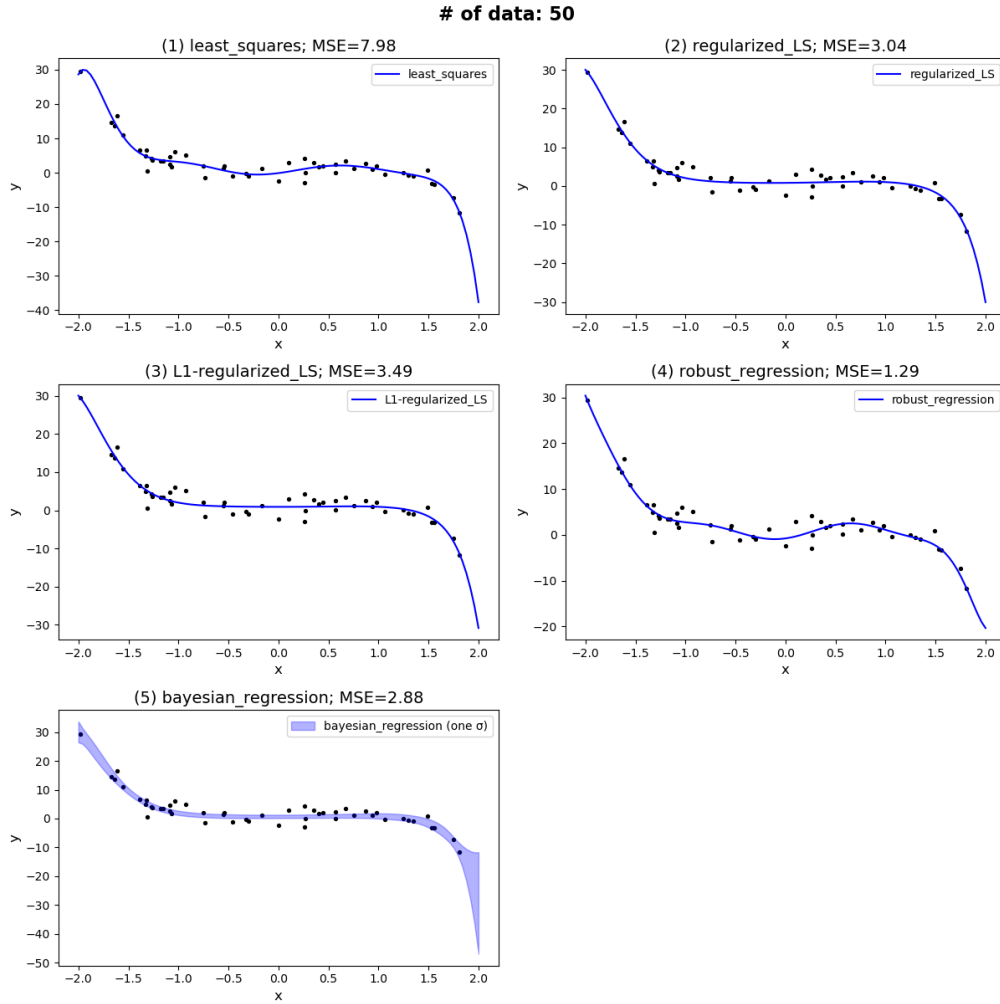 # of data: 50
(1) least_squares; MSE=7.98
least_squares
30
20
10
0
−10
−20
−30
−40
y
−2.0 −1.5 −1.0 −0.5 0.0 0.5 1.0 1.5 2.0
x
(2) regularized_LS; MSE=3.04
regularized_LS
30
20
10
0
−10
−20
−30
y
−2.0 −1.5 −1.0 −0.5 0.0 0.5 1.0 1.5 2.0
x
(3) L1-regularized_LS; MSE=3.49
L1-regularized_LS
30
20
10
0
−10
−20
−30
y
−2.0 −1.5 −1.0 −0.5 0.0 0.5 1.0 1.5 2.0
x
(4) robust_regression; MSE=1.29
robust_regression
30
20
10
0
−10
−20
y
−2.0 −1.5 −1.0 −0.5 0.0 0.5 1.0 1.5 2.0
x
(5) bayesian_regression; MSE=2.88
bayesian_regression (one σ)
30
20
10
0
−10
−20
−30
−40
−50
y
−2.0 −1.5 −1.0 −0.5 0.0 0.5 1.0 1.5 2.0
x